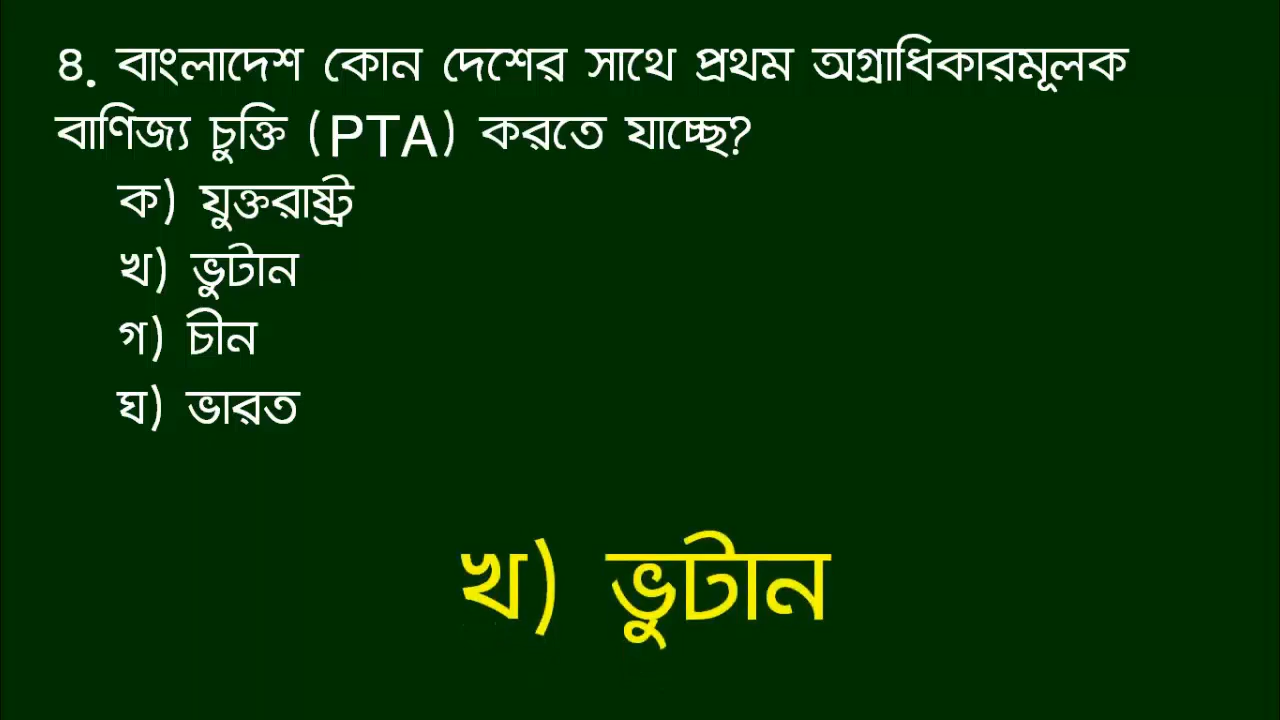 ৪. বাংলাদেশ কোন দেশের সাথে প্রথম অগ্রাধিকারমূলক
বাণিজ্য চুক্তি (PTA) করতে যাচ্ছে?
ক) যুক্তরাষ্ট্র
খ) ভুটান
গ) চীন
ঘ) ভারত
খ) ভুটান